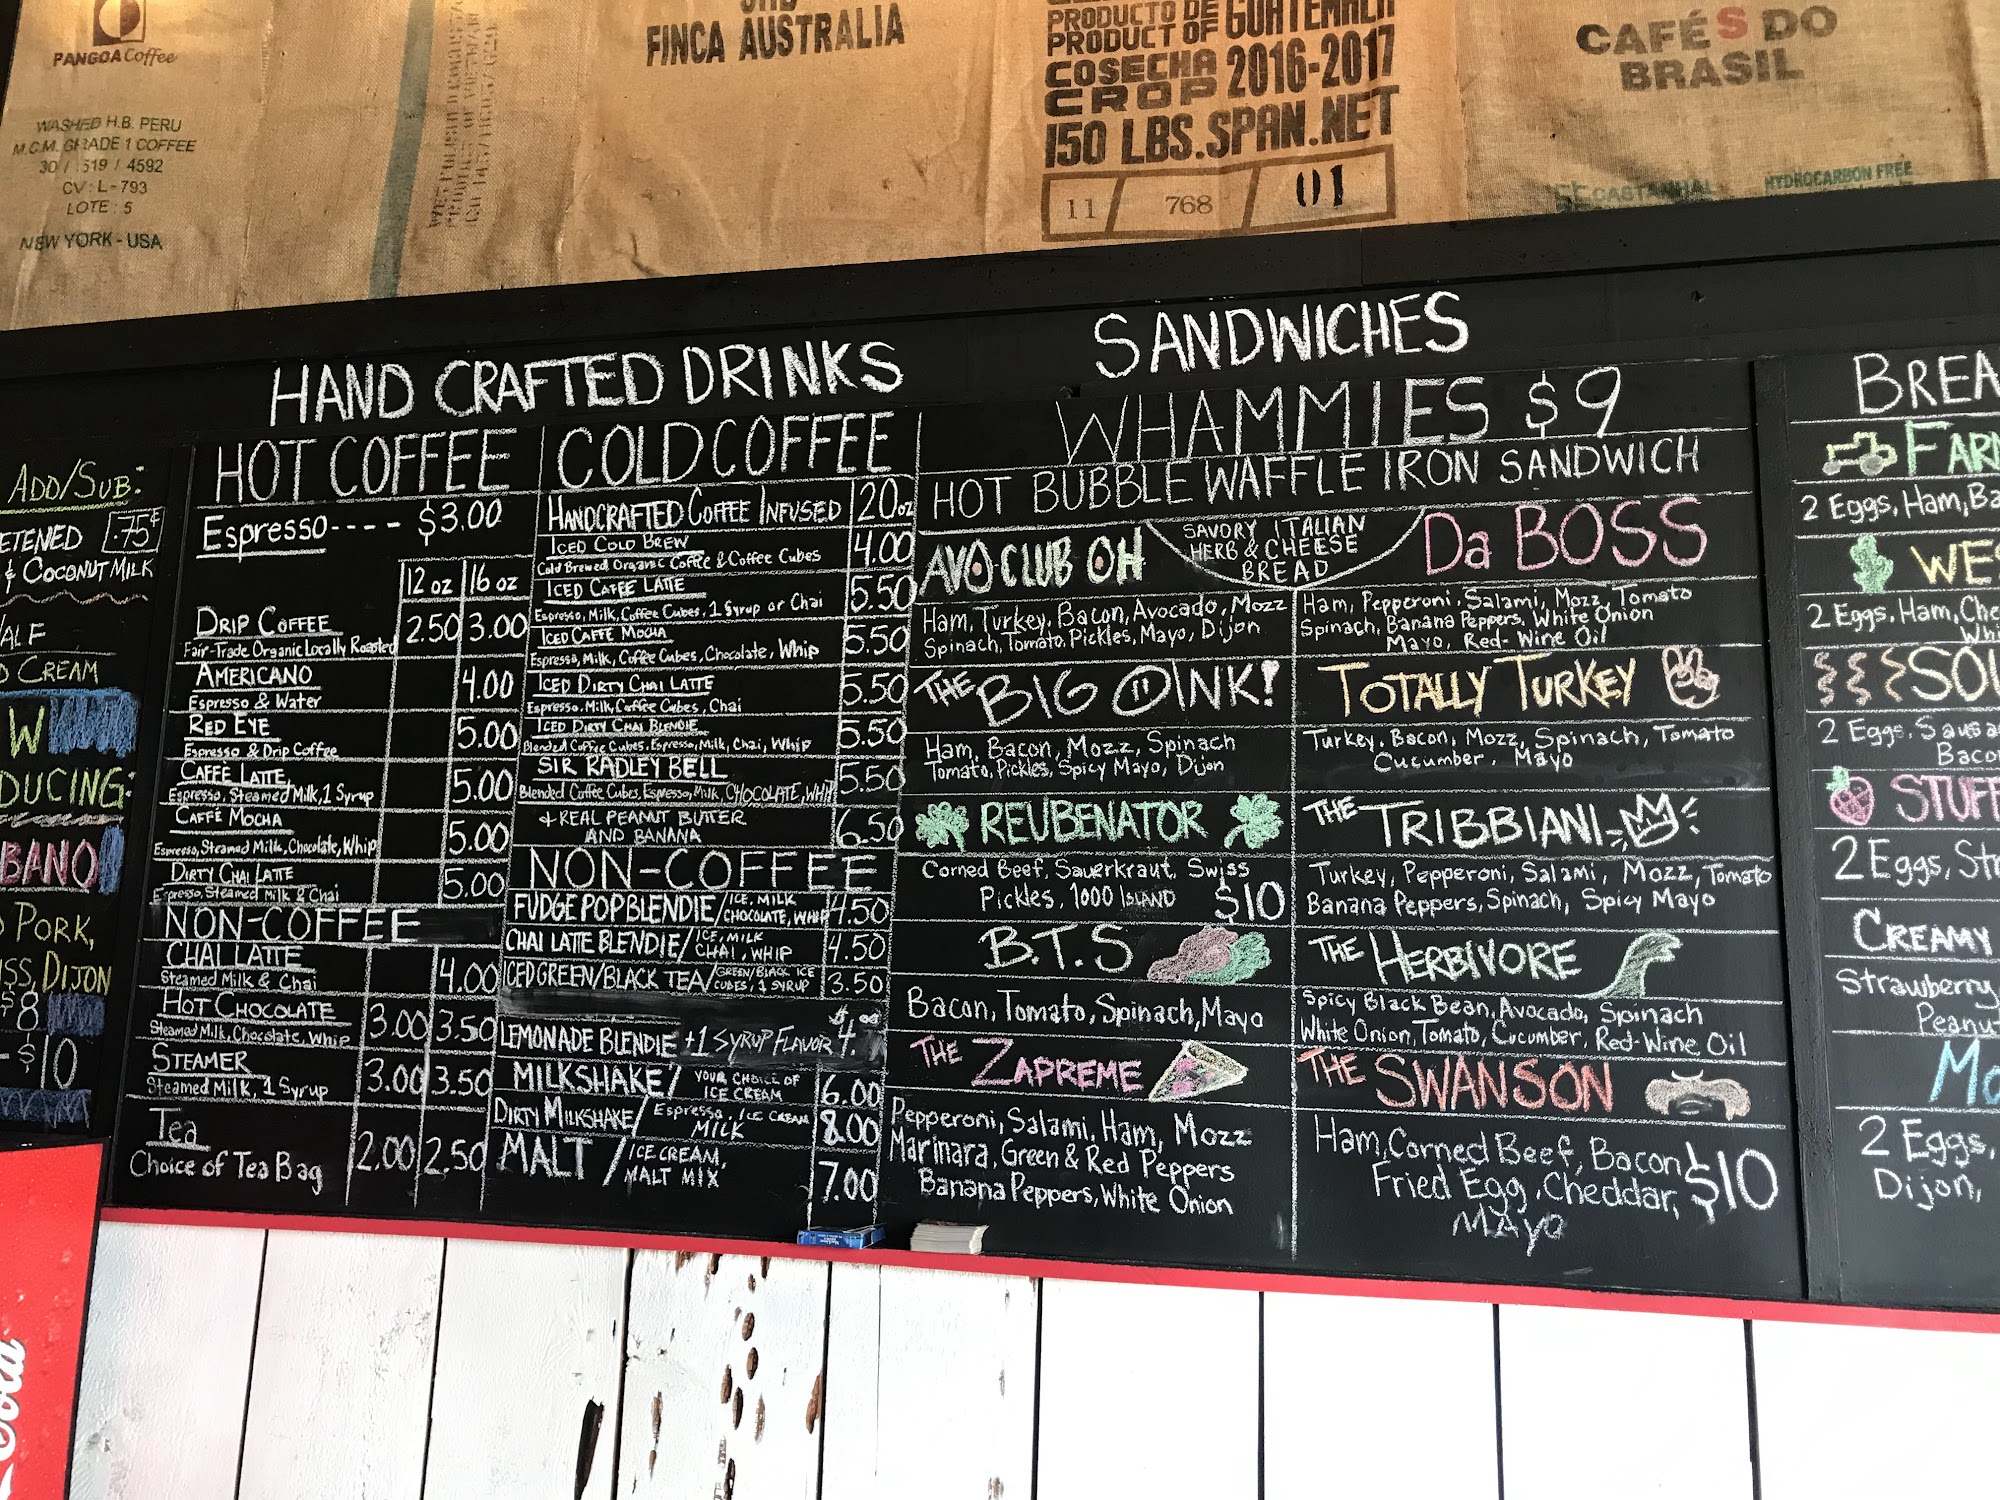 PANGOA Coffee
WASHED H.B. PERU
M.C.M. GRADE 1 COFFEE
30 / 519 / 4592
CV: L-793
LOTE: 5
NEW YORK - USA
FINCA AUSTRALIA
PRODUCTO DE
PRODUCT OF GUATEMALA
COSECHA
CROP 2016-2017
150 LBS.SPAN.NET
11 / 768 / 01
CAFÉS DO
BRASIL
HYDROCARBON FREE
HAND CRAFTED DRINKS
SANDWICHES
ADD/SUB:
ETENED .75¢
& COCONUT MILK
ALF
D CREAM
W
DUCING:
BANO
PORK,
ISS, DIJON
$8
- $10
HOT COFFEE
Espresso---- $3.00
12 oz 16 oz
DRIP COFFEE 2.50 3.00
Fair-Trade Organic Locally Roasted
AMERICANO 4.00
Espresso & Water
RED EYE 5.00
Espresso & Drip Coffee
CAFFE LATTE 5.00
Espresso, Steamed Milk, 1 Syrup
CAFFE MOCHA 5.00
Espresso, Steamed Milk, Chocolate, Whip
DIRTY CHAI LATTE 5.00
Espresso, Steamed Milk & Chai
NON-COFFEE
CHAI LATTE 4.00
Steamed Milk & Chai
HOT CHOCOLATE 3.00 3.50
Steamed Milk, Chocolate, Whip
STEAMER 3.00 3.50
Steamed Milk, 1 Syrup
Tea 2.00 2.50
Choice of Tea Bag
COLD COFFEE
HANDCRAFTED COFFEE INFUSED 20oz
ICED COLD BREW 4.00
Cold Brewed Organic Coffee & Coffee Cubes
ICED CAFFE LATTE 5.50
Espresso, Milk, Coffee Cubes, 1 Syrup or Chai
ICED CAFFE MOCHA 5.50
Espresso, Milk, Coffee Cubes, Chocolate, Whip
ICED DIRTY CHAI LATTE 5.50
Espresso, Milk, Coffee Cubes, Chai
ICED DIRTY CHAI BLENDIE 5.50
Blended Coffee Cubes, Espresso, Milk, Chai, Whip
SIR RADLEY BELL 5.50
Blended Coffee Cubes, Espresso, Milk, CHOCOLATE, WHIP
+ REAL PEANUT BUTTER
AND BANANA 6.50
NON-COFFEE
FUDGE POP BLENDIE/ICE, MILK CHOCOLATE, WHIP 4.50
CHAI LATTE BLENDIE/ICE, MILK CHAI, WHIP 4.50
ICED GREEN/BLACK TEA/GREEN/BLACK ICE CUBES, 1 SYRUP 3.50
LEMONADE BLENDIE +1 SYRUP FLAVOR $4.00
MILKSHAKE/YOUR CHOICE OF ICE CREAM 6.00
DIRTY MILKSHAKE/ESPRESSO, ICE CREAM MILK 8.00
MALT/ICE CREAM, MALT MIX 7.00
WHAMMIES $9
HOT BUBBLE WAFFLE IRON SANDWICH
SAVORY ITALIAN
HERB & CHEESE
BREAD
AVO-CLUB OH
Ham, Turkey, Bacon, Avocado, Mozz
Spinach, Tomato, Pickles, Mayo, Dijon
THE BIG OINK!
Ham, Bacon, Mozz, Spinach
Tomato, Pickles, Spicy Mayo, Dijon
REUBENATOR
Corned Beef, Sauerkraut, Swiss
Pickles, 1000 ISLAND $10
B.T.S
Bacon, Tomato, Spinach, Mayo
THE ZAPREME
Pepperoni, Salami, Ham, Mozz
Marinara, Green & Red Peppers
Banana Peppers, White Onion
Da BOSS
Ham, Pepperoni, Salami, Mozz, Tomato
Spinach, Banana Peppers, White Onion
Mayo, Red-Wine Oil
TOTALLY TURKEY
Turkey, Bacon, Mozz, Spinach, Tomato
Cucumber, Mayo
THE TRIBBIANI
Turkey, Pepperoni, Salami, Mozz, Tomato
Banana Peppers, Spinach, Spicy Mayo
THE HERBIVORE
Spicy Black Bean, Avocado, Spinach
White Onion, Tomato, Cucumber, Red-Wine Oil
THE SWANSON
Ham, Corned Beef, Bacon
Fried Egg, Cheddar, $10
MAYO
BREA
FAR
2 Eggs, Ham, Ba
WES
2 Eggs, Ham, Che
Whi
SOU
2 Eggs, Sausa
Bacon
STUFF
2 Eggs, Str
CREAMY
Strawberry,
Peanut
Mo
2 Eggs,
Dijon,
Cola